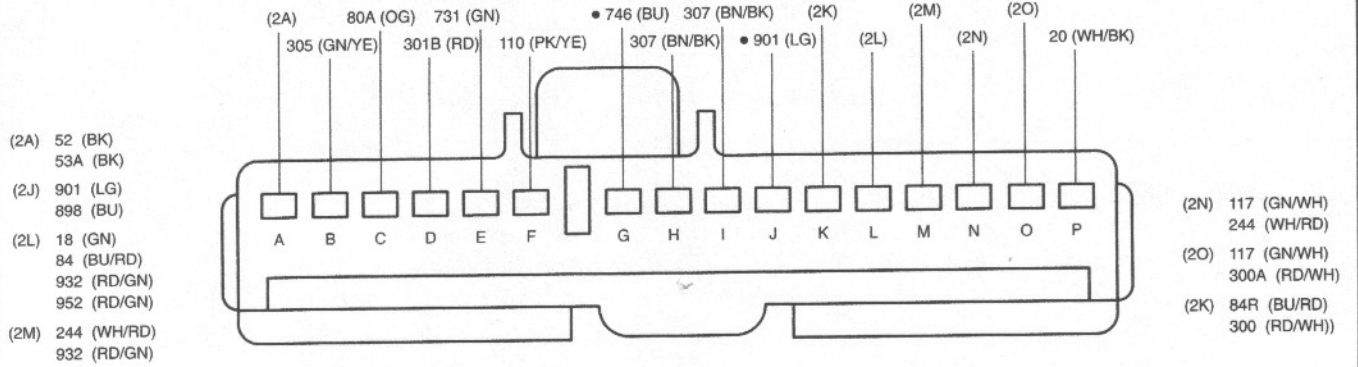 (2A) 80A (OG) 731 (GN) • 746 (BU) 307 (BN/BK) (2K) (2M) (2O)
305 (GN/YE) 301B (RD) 110 (PK/YE) 307 (BN/BK) • 901 (LG) (2L) (2N) 20 (WH/BK)
(2A) 52 (BK)
53A (BK)
(2J) 901 (LG)
898 (BU)
(2L) 18 (GN)
84 (BU/RD)
932 (RD/GN)
952 (RD/GN)
(2M) 244 (WH/RD)
932 (RD/GN)
A B C D E F G H I J K L M N O P
(2N) 117 (GN/WH)
244 (WH/RD)
(2O) 117 (GN/WH)
300A (RD/WH)
(2K) 84R (BU/RD)
300 (RD/WH))